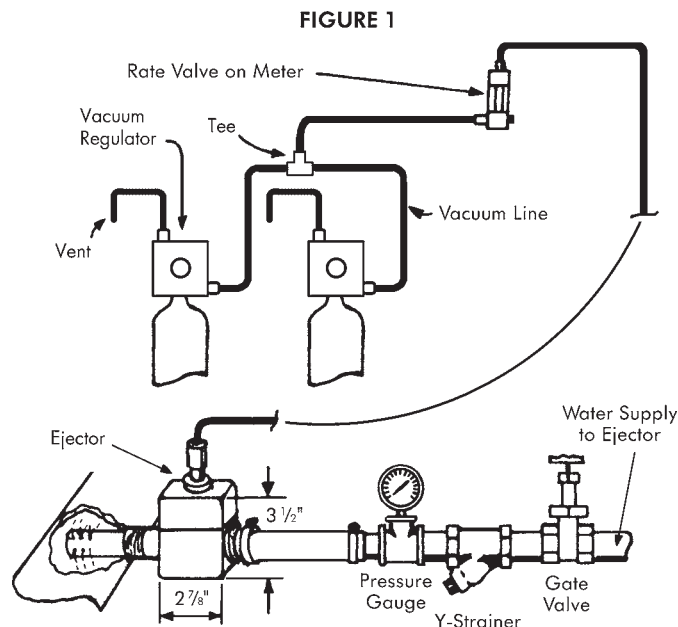 FIGURE 1
Rate Valve on Meter
Vacuum
Regulator
Tee
Vacuum Line
Vent
Water Supply
to Ejector
Ejector
3 1/2"
2 7/8"
Pressure
Gauge
Gate
Valve
Y-Strainer